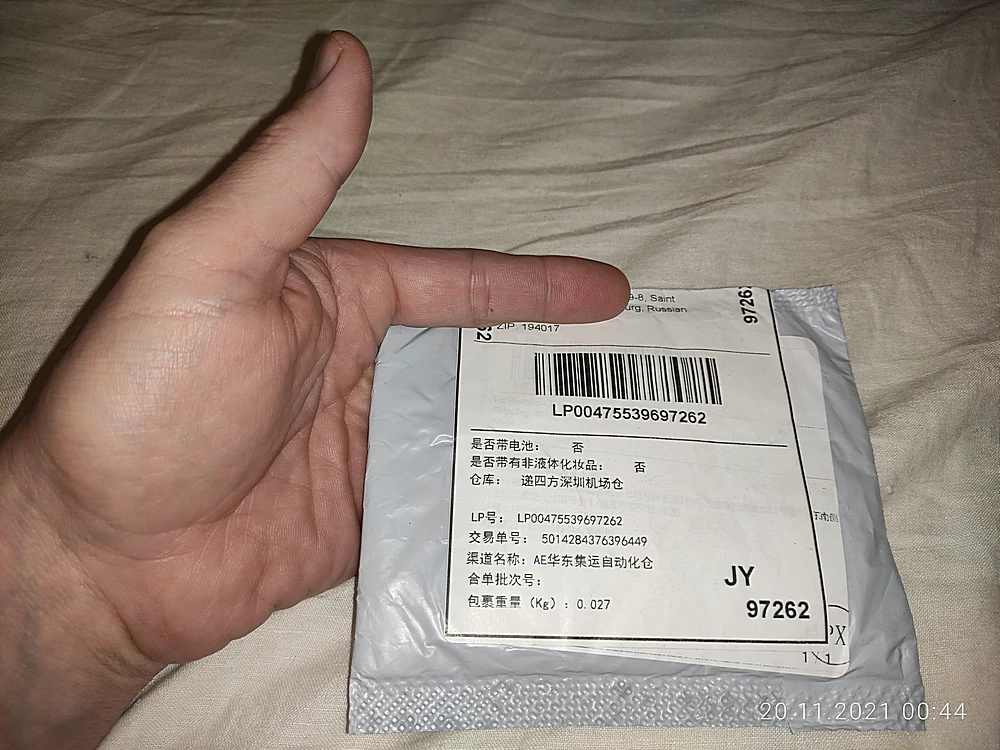 9-8, Saint
urg, Russian
ZIP: 194017
9726
LP00475539697262
是否带电池： 否
是否带有非液体化妆品： 否
仓库： 递四方深圳机场仓
LP号： LP00475539697262
交易单号： 5014284376396449
渠道名称： AE华东集运自动化仓
合单批次号：
包裹重量（Kg）：0.027
JY
97262
PX
1
20.11.2021 00:44